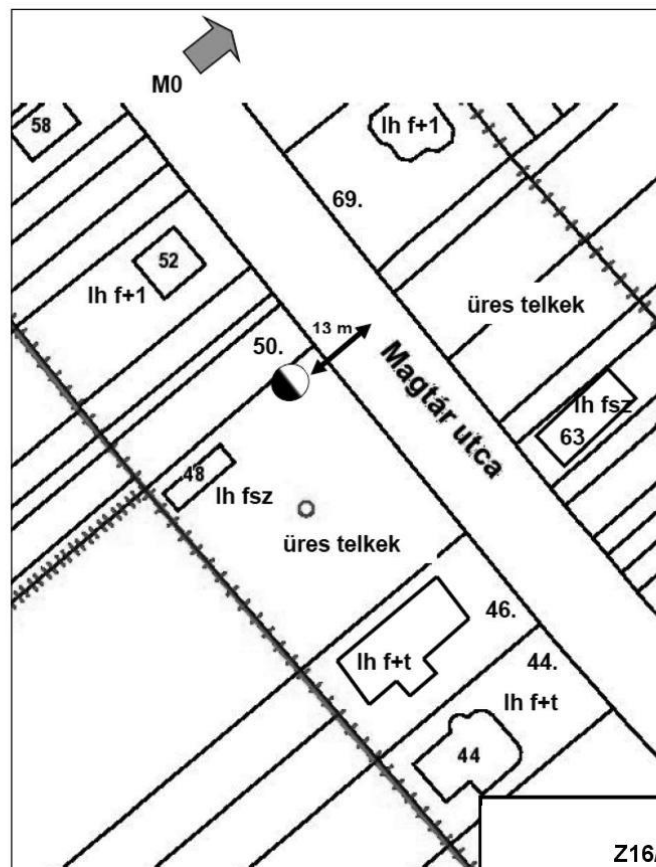 M0
58
lh f+1
69.
52
lh f+1
üres telkek
13 m
50.
Magtár utca
lh fsz
63
48
lh fsz
üres telkek
46.
lh f+t
44.
lh f+t
44
Z16